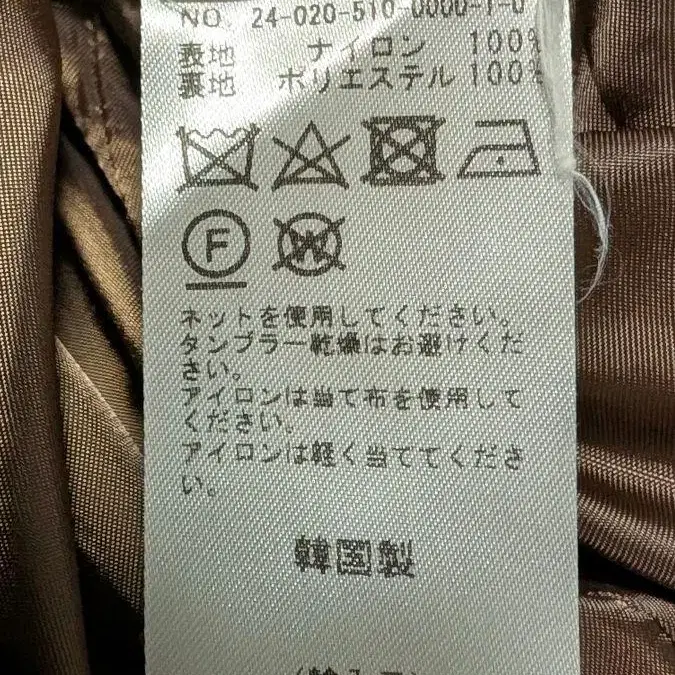 NO. 24-020-510-0000-1-0
表地 ナイロン 100%
裏地 ポリエステル 100%
F
W
ネットを使用してください。
タンブラー乾燥はお避けくだ
さい。
アイロンは当て布を使用して
ください。
アイロンは軽く当ててくださ
い。
韓国製